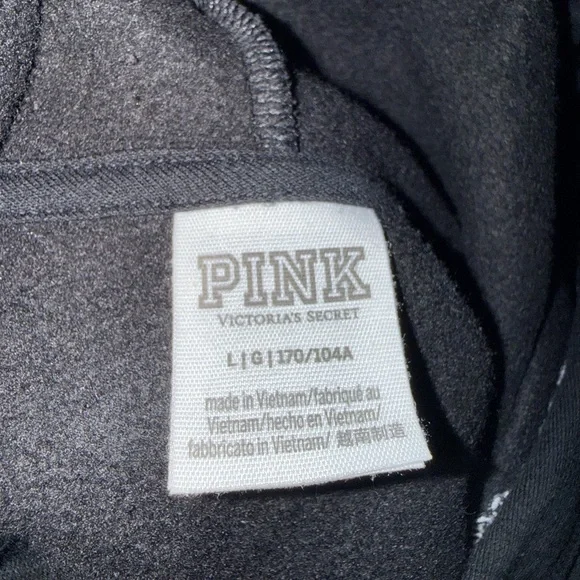 PINK
VICTORIA'S SECRET
L|G|170/104A
made in Vietnam/fabriqué au
Vietnam/hecho en Vietnam/
fabbricato in Vietnam/ 越南制造